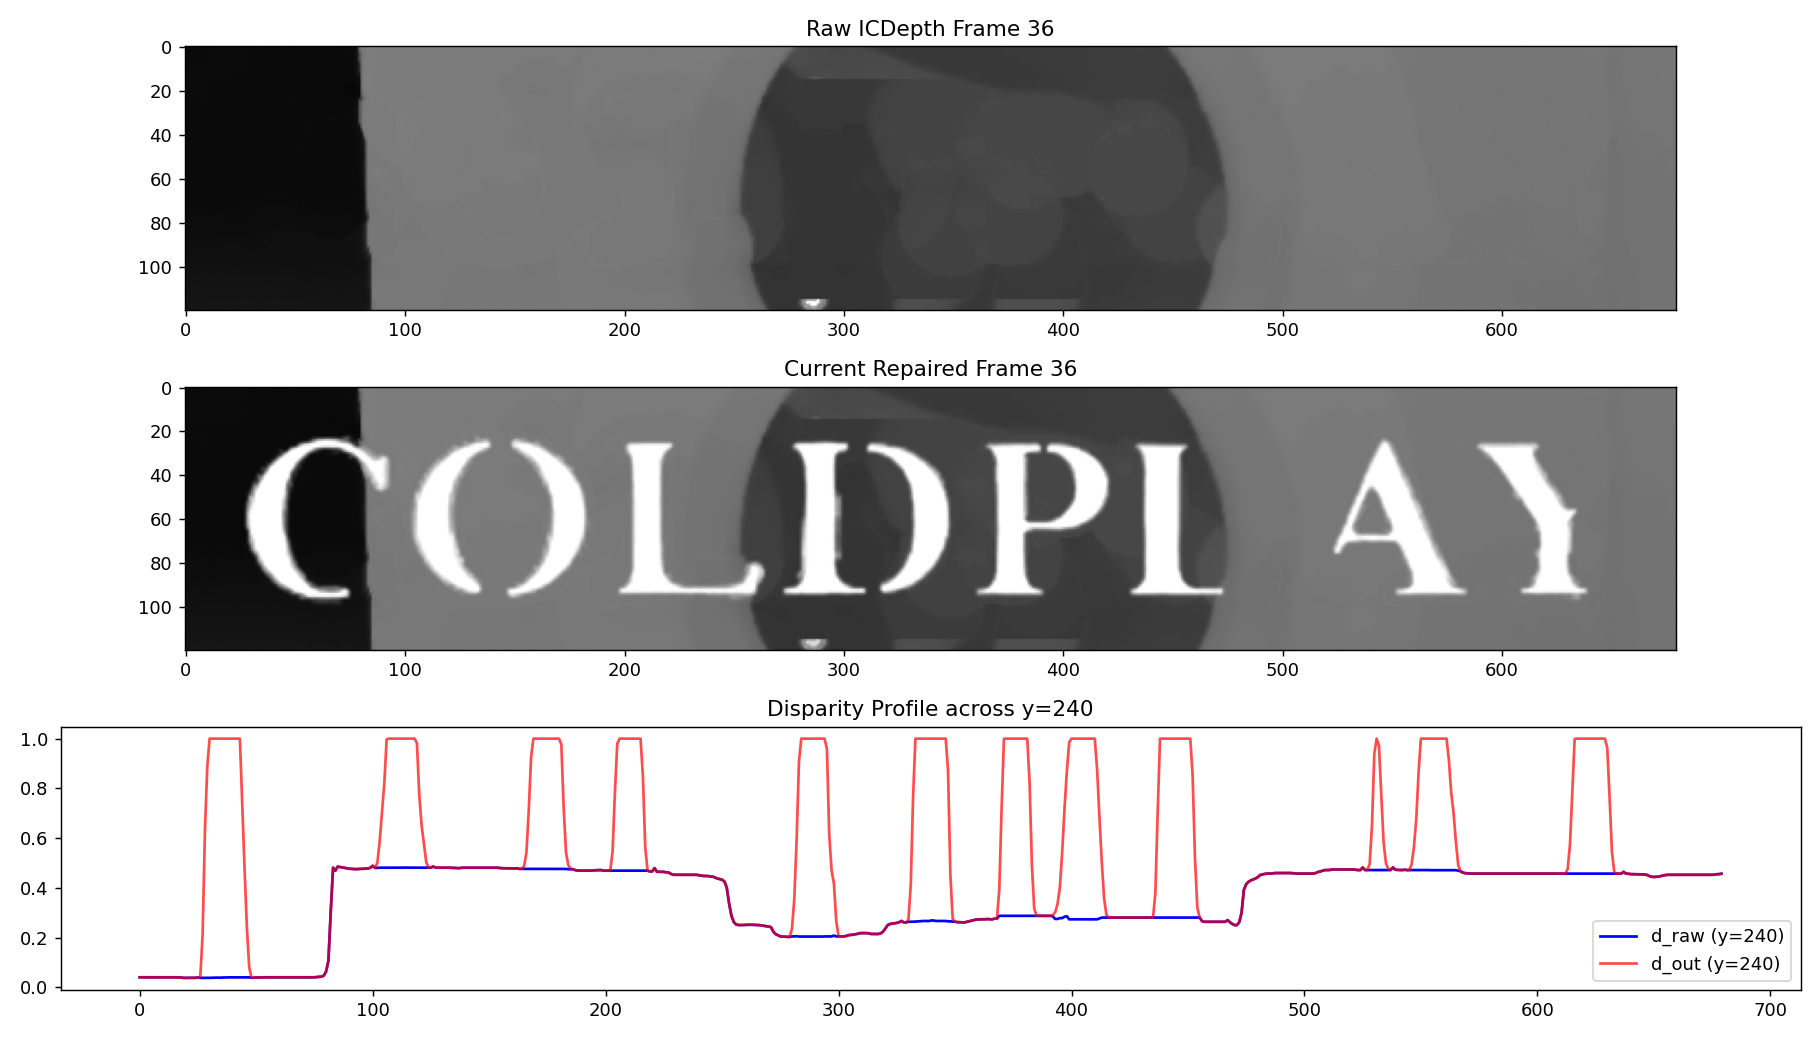 Raw ICDepth Frame 36
0
20
40
60
80
100
0 100 200 300 400 500 600
Current Repaired Frame 36
0
20
40
60
80
100
COLDPL AY
0 100 200 300 400 500 600
Disparity Profile across y=240
1.0
0.8
0.6
0.4
0.2
0.0
d_raw (y=240)
d_out (y=240)
0 100 200 300 400 500 600 700